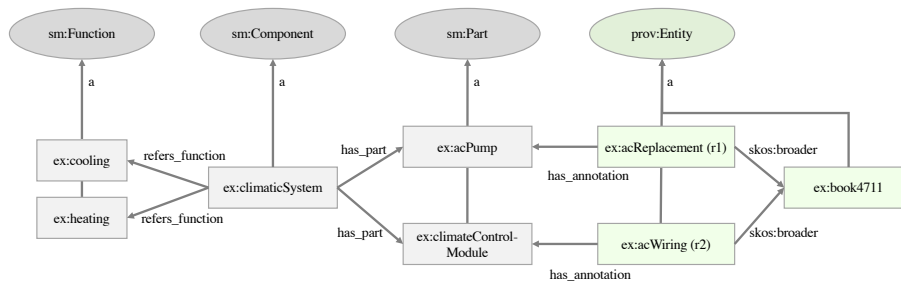 sm:Function
sm:Component
sm:Part
prov:Entity
a
a
a
a
ex:cooling
refers_function
has_part
ex:acPump
ex:acReplacement (r1)
skos:broader
has_annotation
ex:climaticSystem
ex:book4711
ex:heating
refers_function
has_part
ex:climateControl-
Module
ex:acWiring (r2)
skos:broader
has_annotation